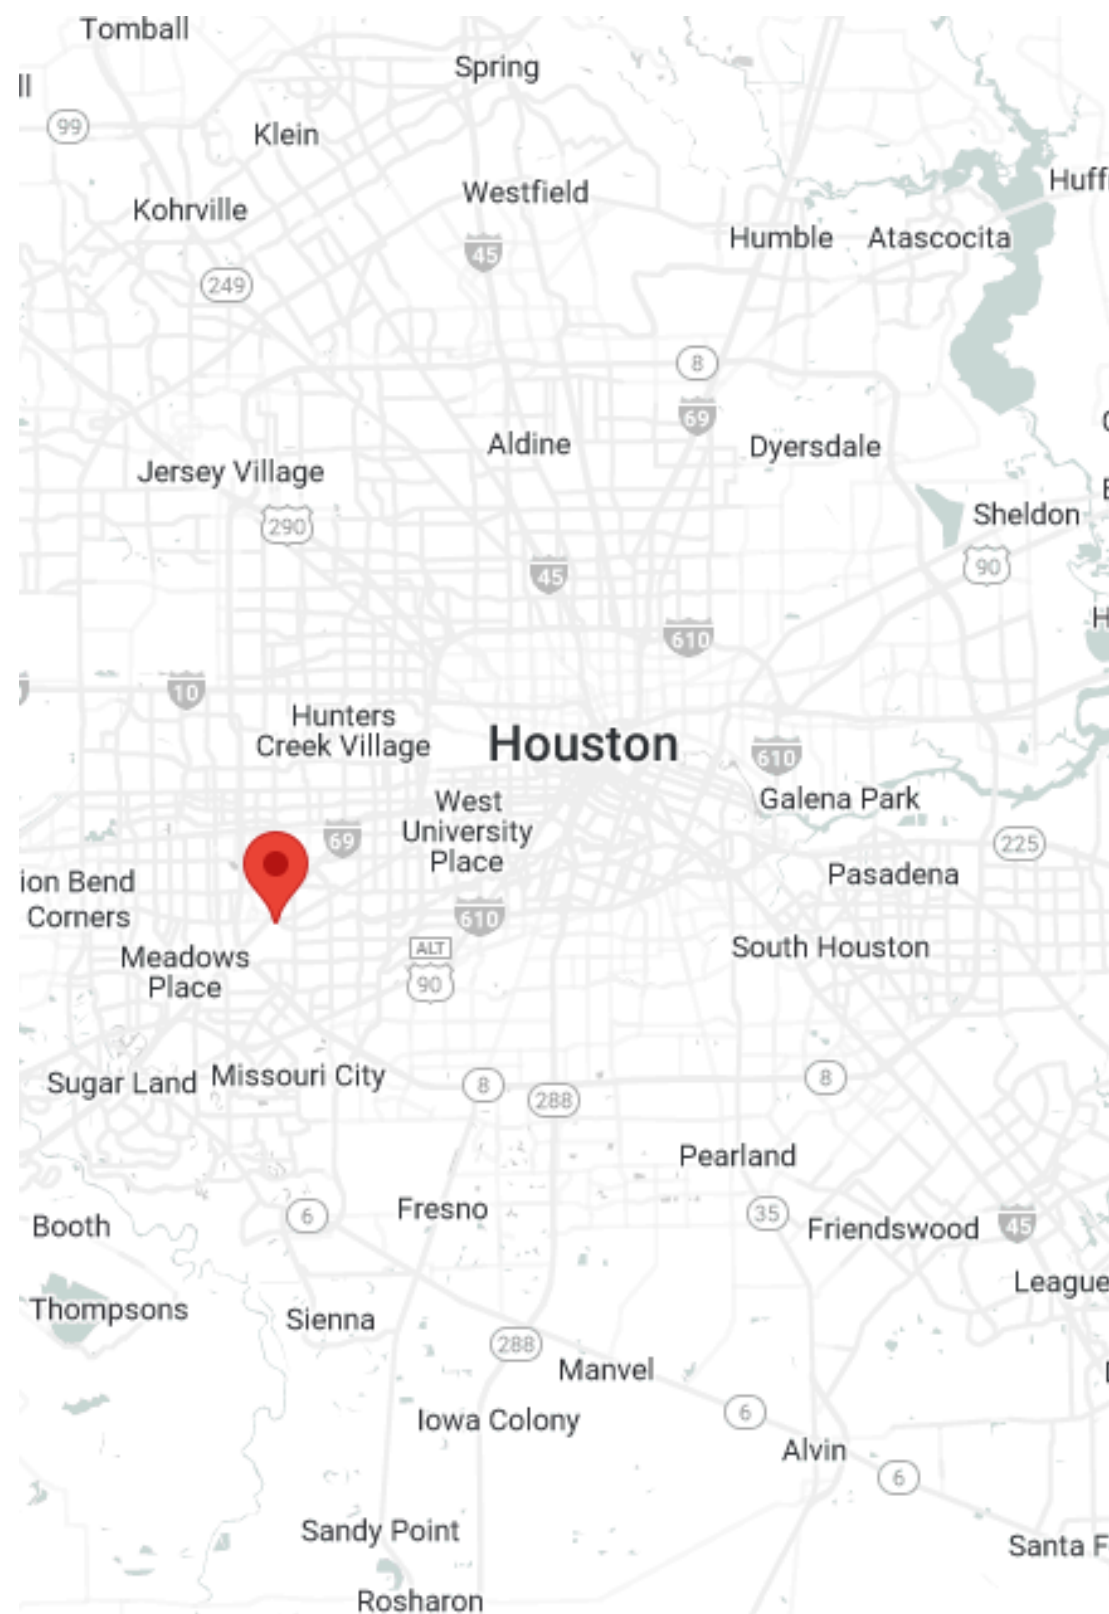 Tomball
Spring
ll
99
Klein
Huff
Westfield
Kohrville
Humble
Atascocita
45
249
8
69
Aldine
Dyersdale
Jersey Village
Sheldon
290
90
45
610
10
Hunters
Creek Village
Houston
610
West
University
Place
Galena Park
69
225
ion Bend
Corners
Pasadena
610
ALT
90
South Houston
Meadows
Place
Sugar Land
Missouri City
8
288
8
Pearland
Fresno
6
35
Friendswood
45
Booth
League
Thompsons
Sienna
288
Manvel
Iowa Colony
6
Alvin
6
Sandy Point
Santa F
Rosharon